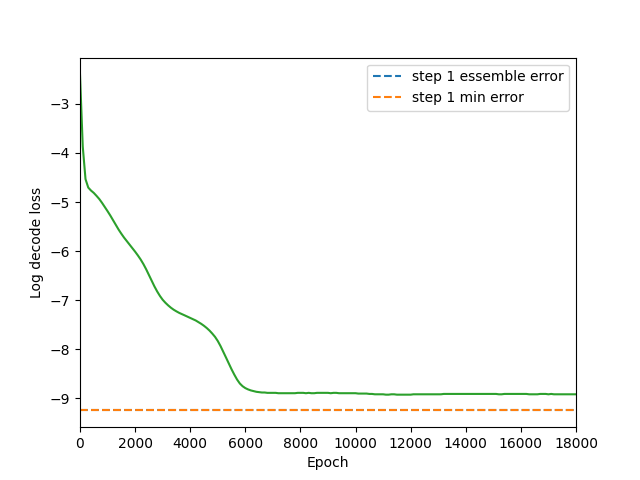 step 1 essemble error
step 1 min error
−3
−4
−5
−6
−7
−8
−9
Log decode loss
0 2000 4000 6000 8000 10000 12000 14000 16000 18000
Epoch